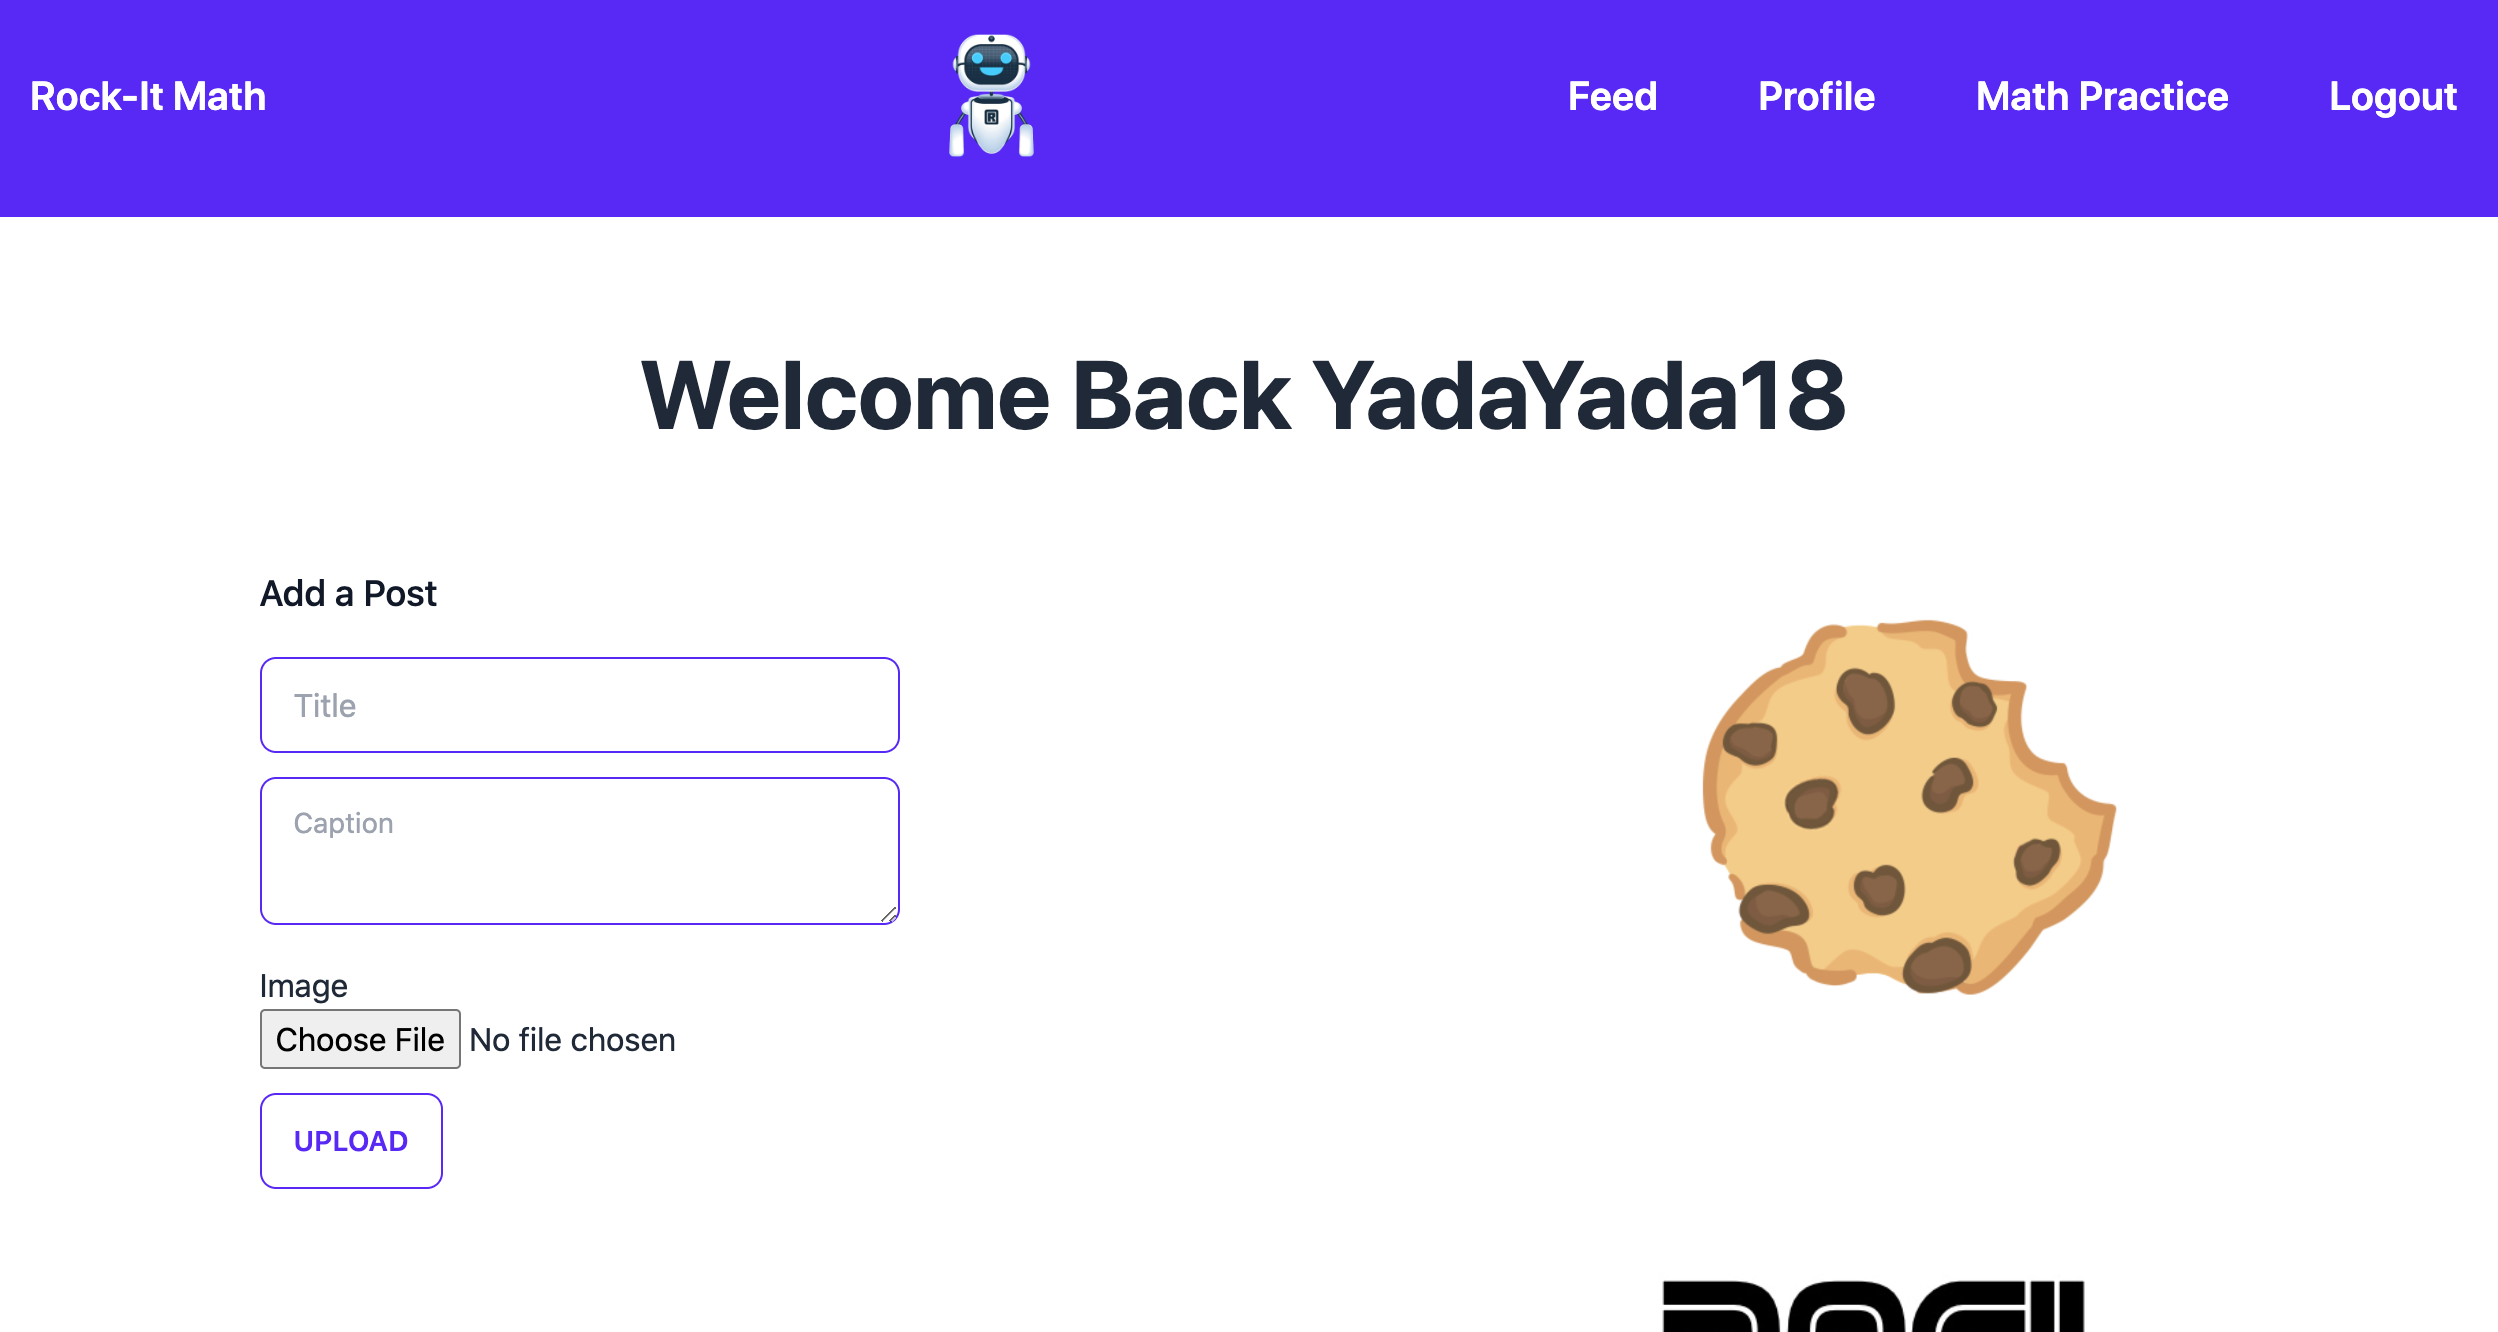 Rock-It Math
R
Feed
Profile
Math Practice
Logout
Welcome Back YadaYada18
Add a Post
Title
Caption
Image
Choose File No file chosen
UPLOAD